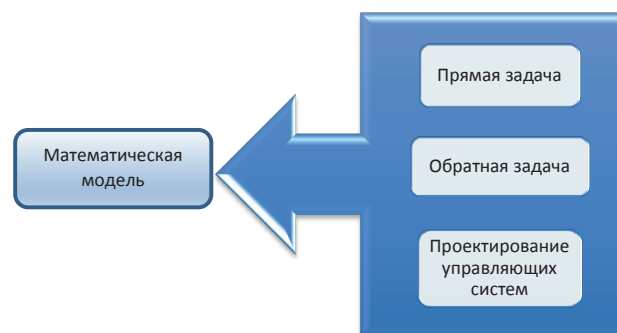 Прямая задача
Математическая
модель
Обратная задача
Проектирование
управляющих
систем